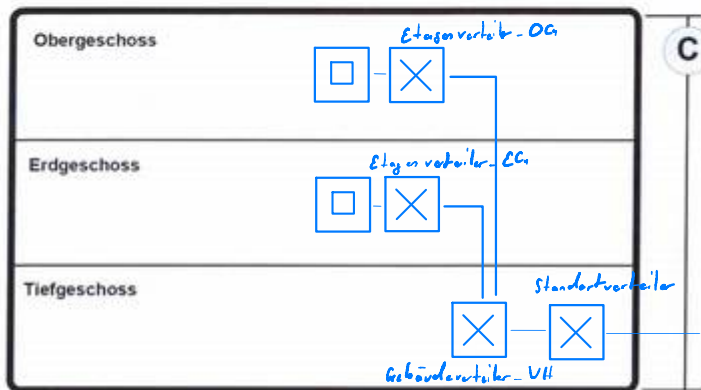 Obergeschoss
Etagenverteiler_OG
C
Erdgeschoss
Etagenverteiler_EG
Tiefgeschoss
Standortverteiler
Gebäudeverteiler_VH